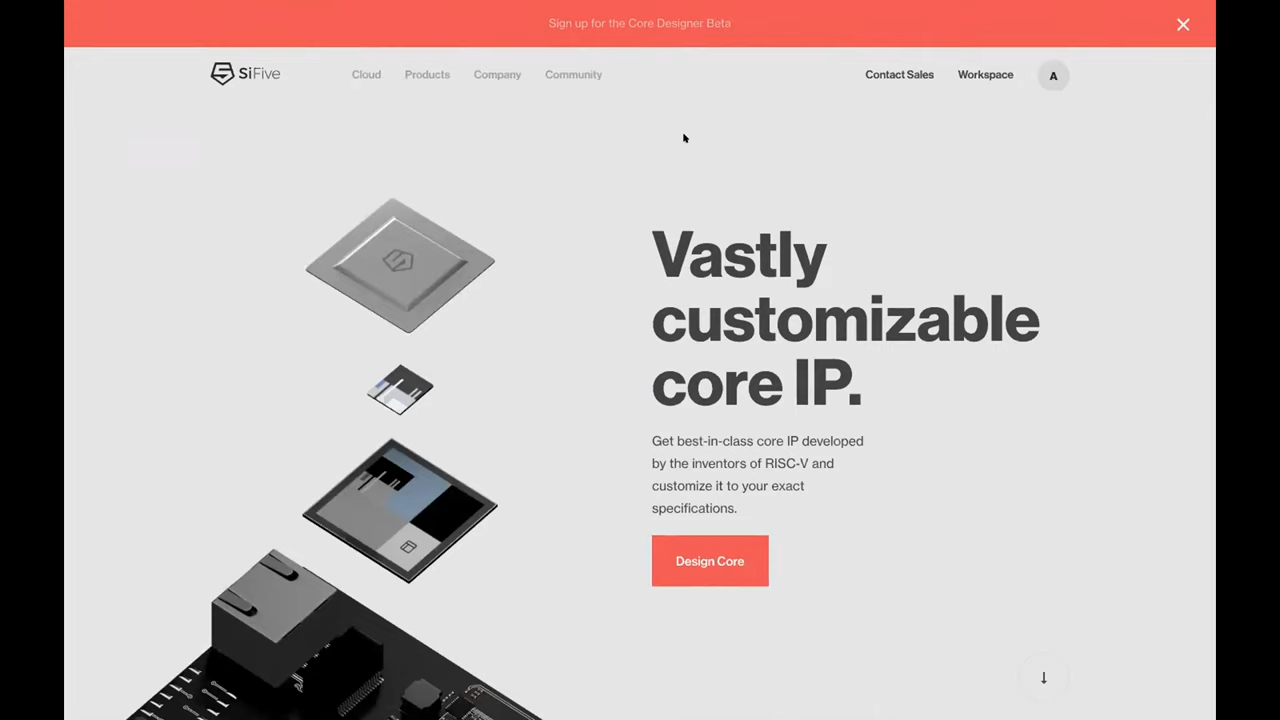 Sign up for the Core Designer Beta
SiFive
Cloud Products Company Community
Contact Sales Workspace A
Vastly
customizable
core IP.
Get best-in-class core IP developed
by the inventors of RISC-V and
customize it to your exact
specifications.
Design Core